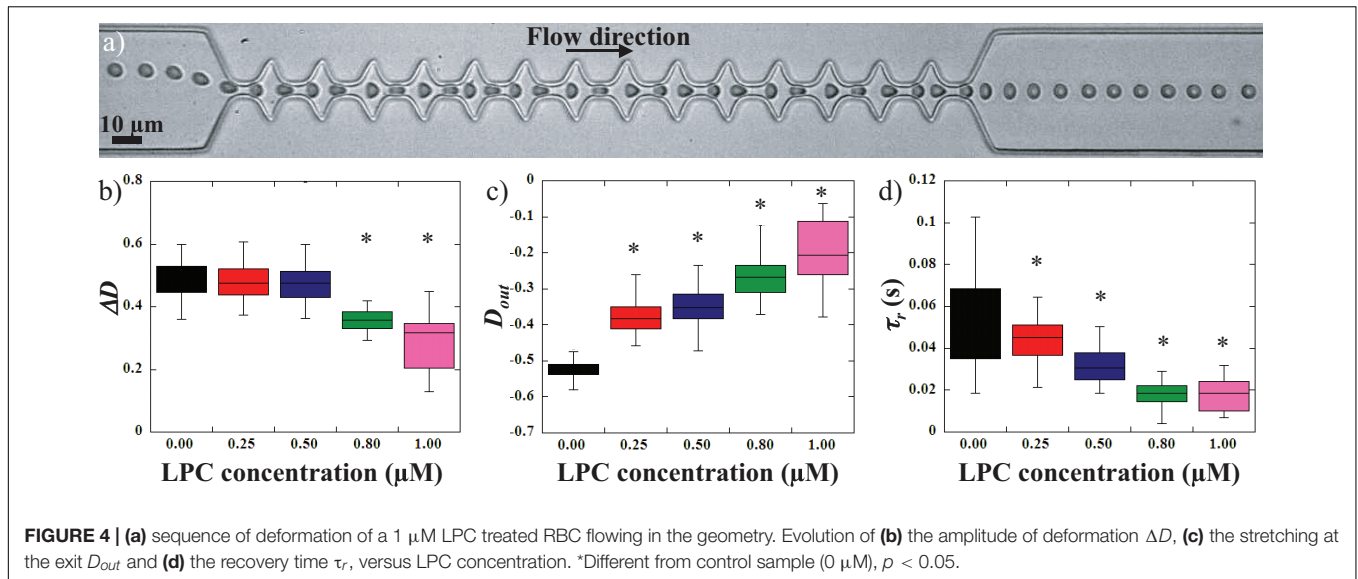 a)
Flow direction
10 µm
b)
0.8
0.6
0.4
0.2
0
ΔD
* *
0.00 0.25 0.50 0.80 1.00
LPC concentration (µM)
c)
0
-0.1
-0.2
-0.3
-0.4
-0.5
-0.6
-0.7
D_out
* * * *
0.00 0.25 0.50 0.80 1.00
LPC concentration (µM)
d)
0.12
0.1
0.08
0.06
0.04
0.02
0
τ_r (s)
* * * *
0.00 0.25 0.50 0.80 1.00
LPC concentration (µM)
FIGURE 4 | (a) sequence of deformation of a 1 µM LPC treated RBC flowing in the geometry. Evolution of (b) the amplitude of deformation ΔD, (c) the stretching at
the exit D_out and (d) the recovery time τ_r, versus LPC concentration. *Different from control sample (0 µM), p < 0.05.